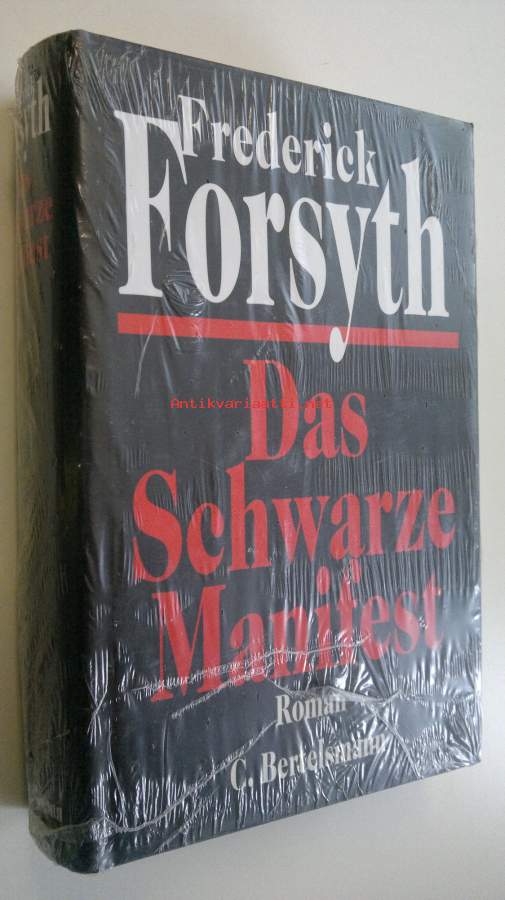 Frederick
Forsyth
Antikvariaatti.net
Das
Schwarze
Manifest
Roman
C. Bertelsmann